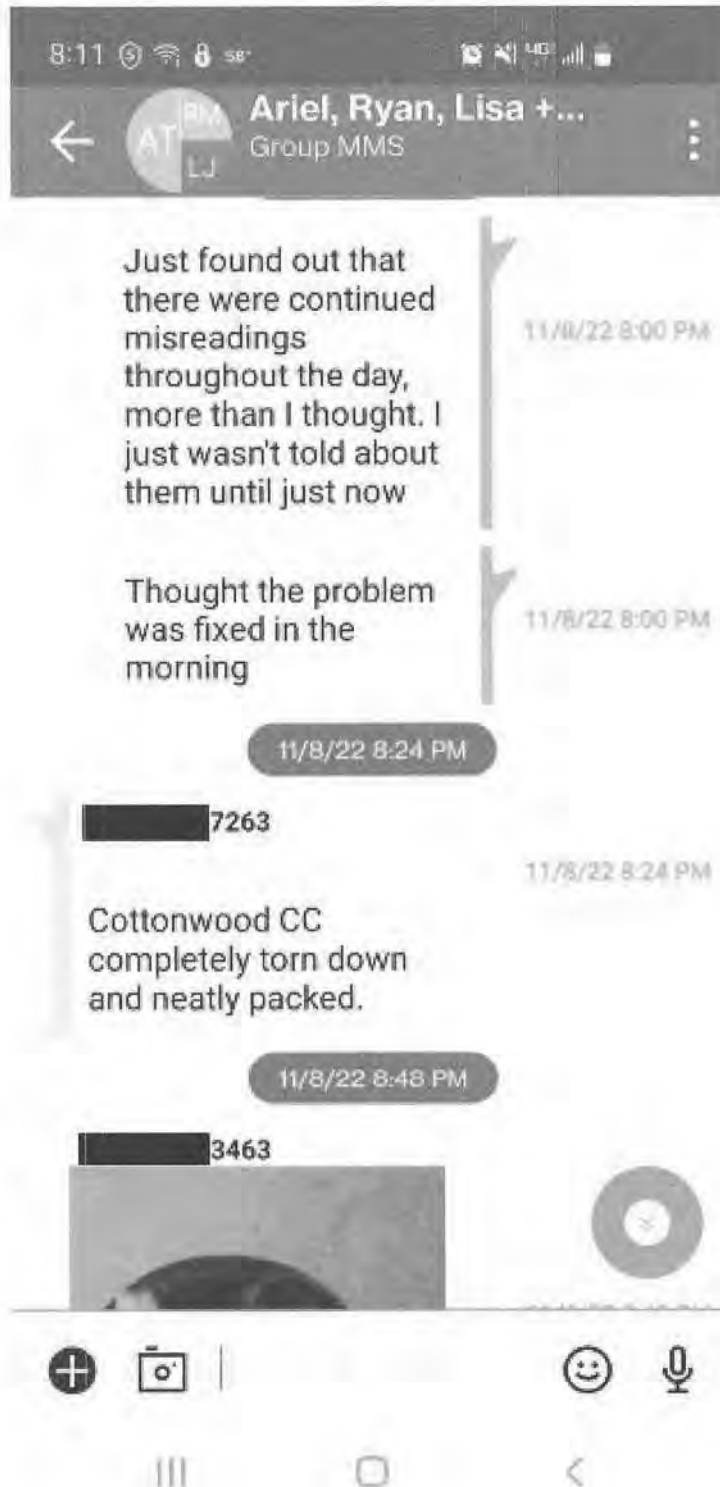 8:11 58°
4G
Ariel, Ryan, Lisa +...
Group MMS
AT
RM
LJ
Just found out that
there were continued
misreadings
throughout the day,
more than I thought. I
just wasn't told about
them until just now
11/8/22 8:00 PM
Thought the problem
was fixed in the
morning
11/8/22 8:00 PM
11/8/22 8:24 PM
7263
11/8/22 8:24 PM
Cottonwood CC
completely torn down
and neatly packed.
11/8/22 8:48 PM
3463